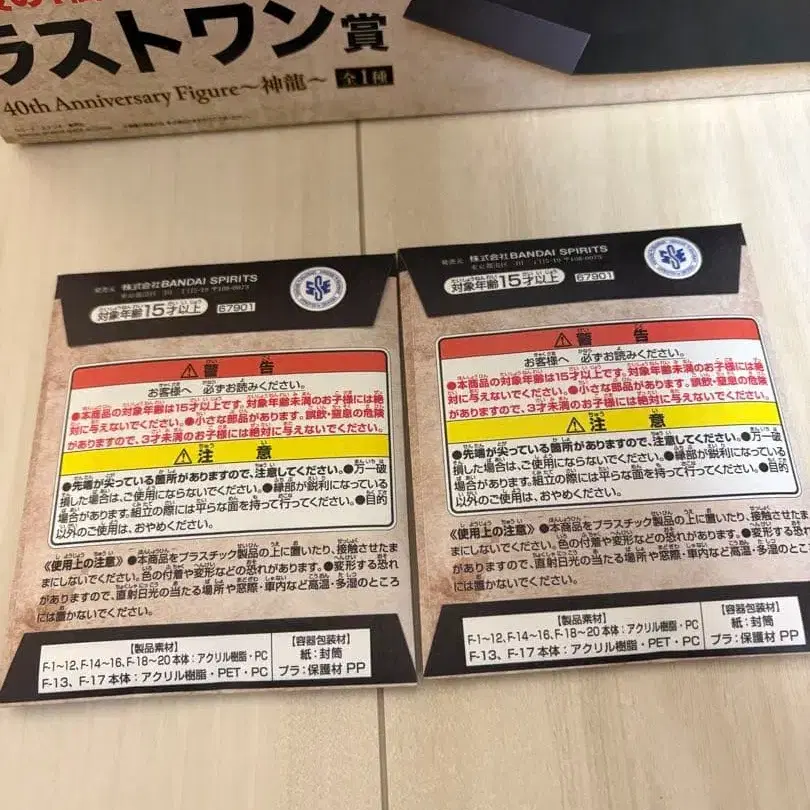 ラストワン賞
40th Anniversary Figure～神龍～ 全1種
発売元 株式会社BANDAI SPIRITS
対象年齢15才以上 67901
警告
お客様へ 必ずお読みください。
●本商品の対象年齢は15才以上です。対象年齢未満のお子様には絶
対に与えないでください。●小さな部品があります。誤飲・窒息の危険
がありますので、3才未満のお子様には絶対に与えないでください。
注意
●先端が尖っている箇所がありますので、注意してください。●万一破
損した場合は、ご使用にならないでください。●縁部が鋭利になっている
場合があります。組立の際には平らな面を持って行ってください。●目的
以外のご使用は、おやめください。
《使用上の注意》●本商品をプラスチック製品の上に置いたり、接触させたま
まにしないでください。色の付着や変形などの恐れがあります。●変形する恐れ
がありますので、直射日光の当たる場所や窓際・車内など高温・多湿のところ
には置かないでください。
【製品素材】
F-1～12、F-14～16、F-18～20本体：アクリル樹脂・PC
F-13、F-17本体：アクリル樹脂・PET・PC
【容器包装材】
紙：封筒
プラ：保護材 PP
発売元 株式会社BANDAI SPIRITS
対象年齢15才以上 67901
警告
お客様へ 必ずお読みください。
●本商品の対象年齢は15才以上です。対象年齢未満のお子様には絶
対に与えないでください。●小さな部品があります。誤飲・窒息の危険
がありますので、3才未満のお子様には絶対に与えないでください。
注意
●先端が尖っている箇所がありますので、注意してください。●万一破
損した場合は、ご使用にならないでください。●縁部が鋭利になっている
場合があります。組立の際には平らな面を持って行ってください。●目的
以外のご使用は、おやめください。
《使用上の注意》●本商品をプラスチック製品の上に置いたり、接触させたま
まにしないでください。色の付着や変形などの恐れがあります。●変形する恐れ
がありますので、直射日光の当たる場所や窓際・車内など高温・多湿のところ
には置かないでください。
【製品素材】
F-1～12、F-14～16、F-18～20本体：アクリル樹脂・PC
F-13、F-17本体：アクリル樹脂・PET・PC
【容器包装材】
紙：封筒
プラ：保護材 PP